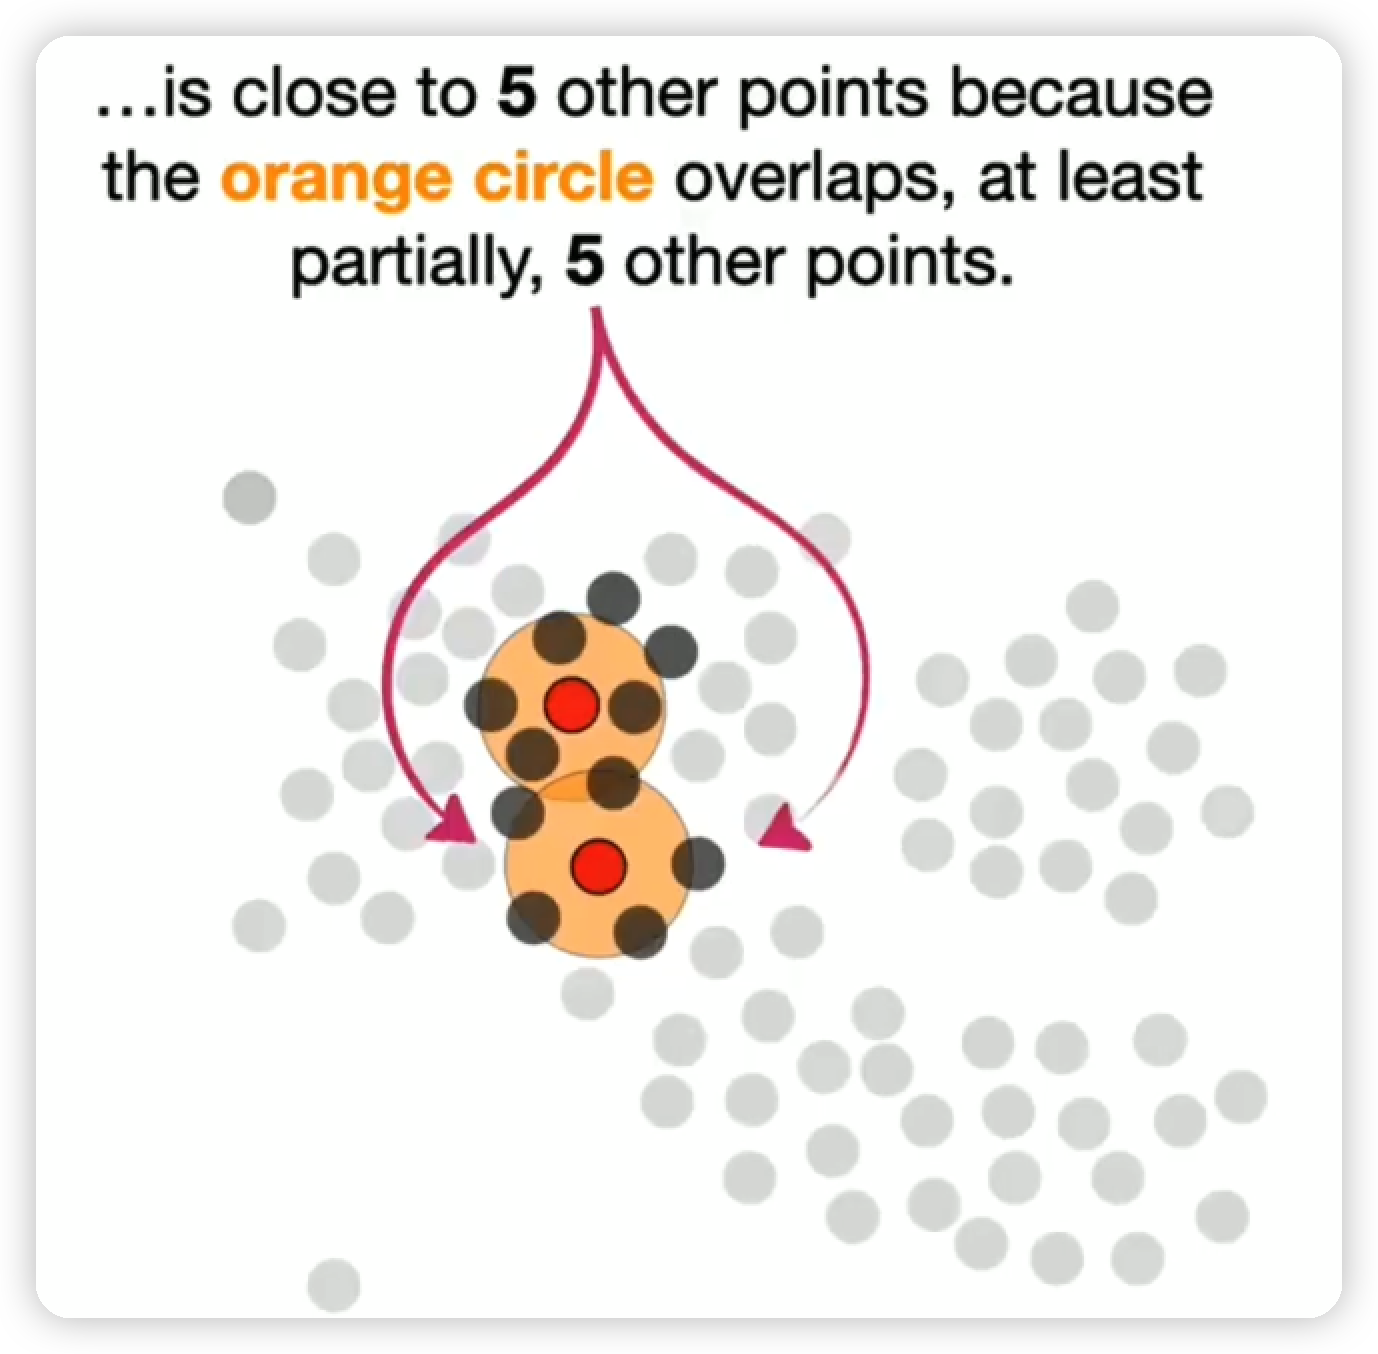 ...is close to 5 other points because
the orange circle overlaps, at least
partially, 5 other points.